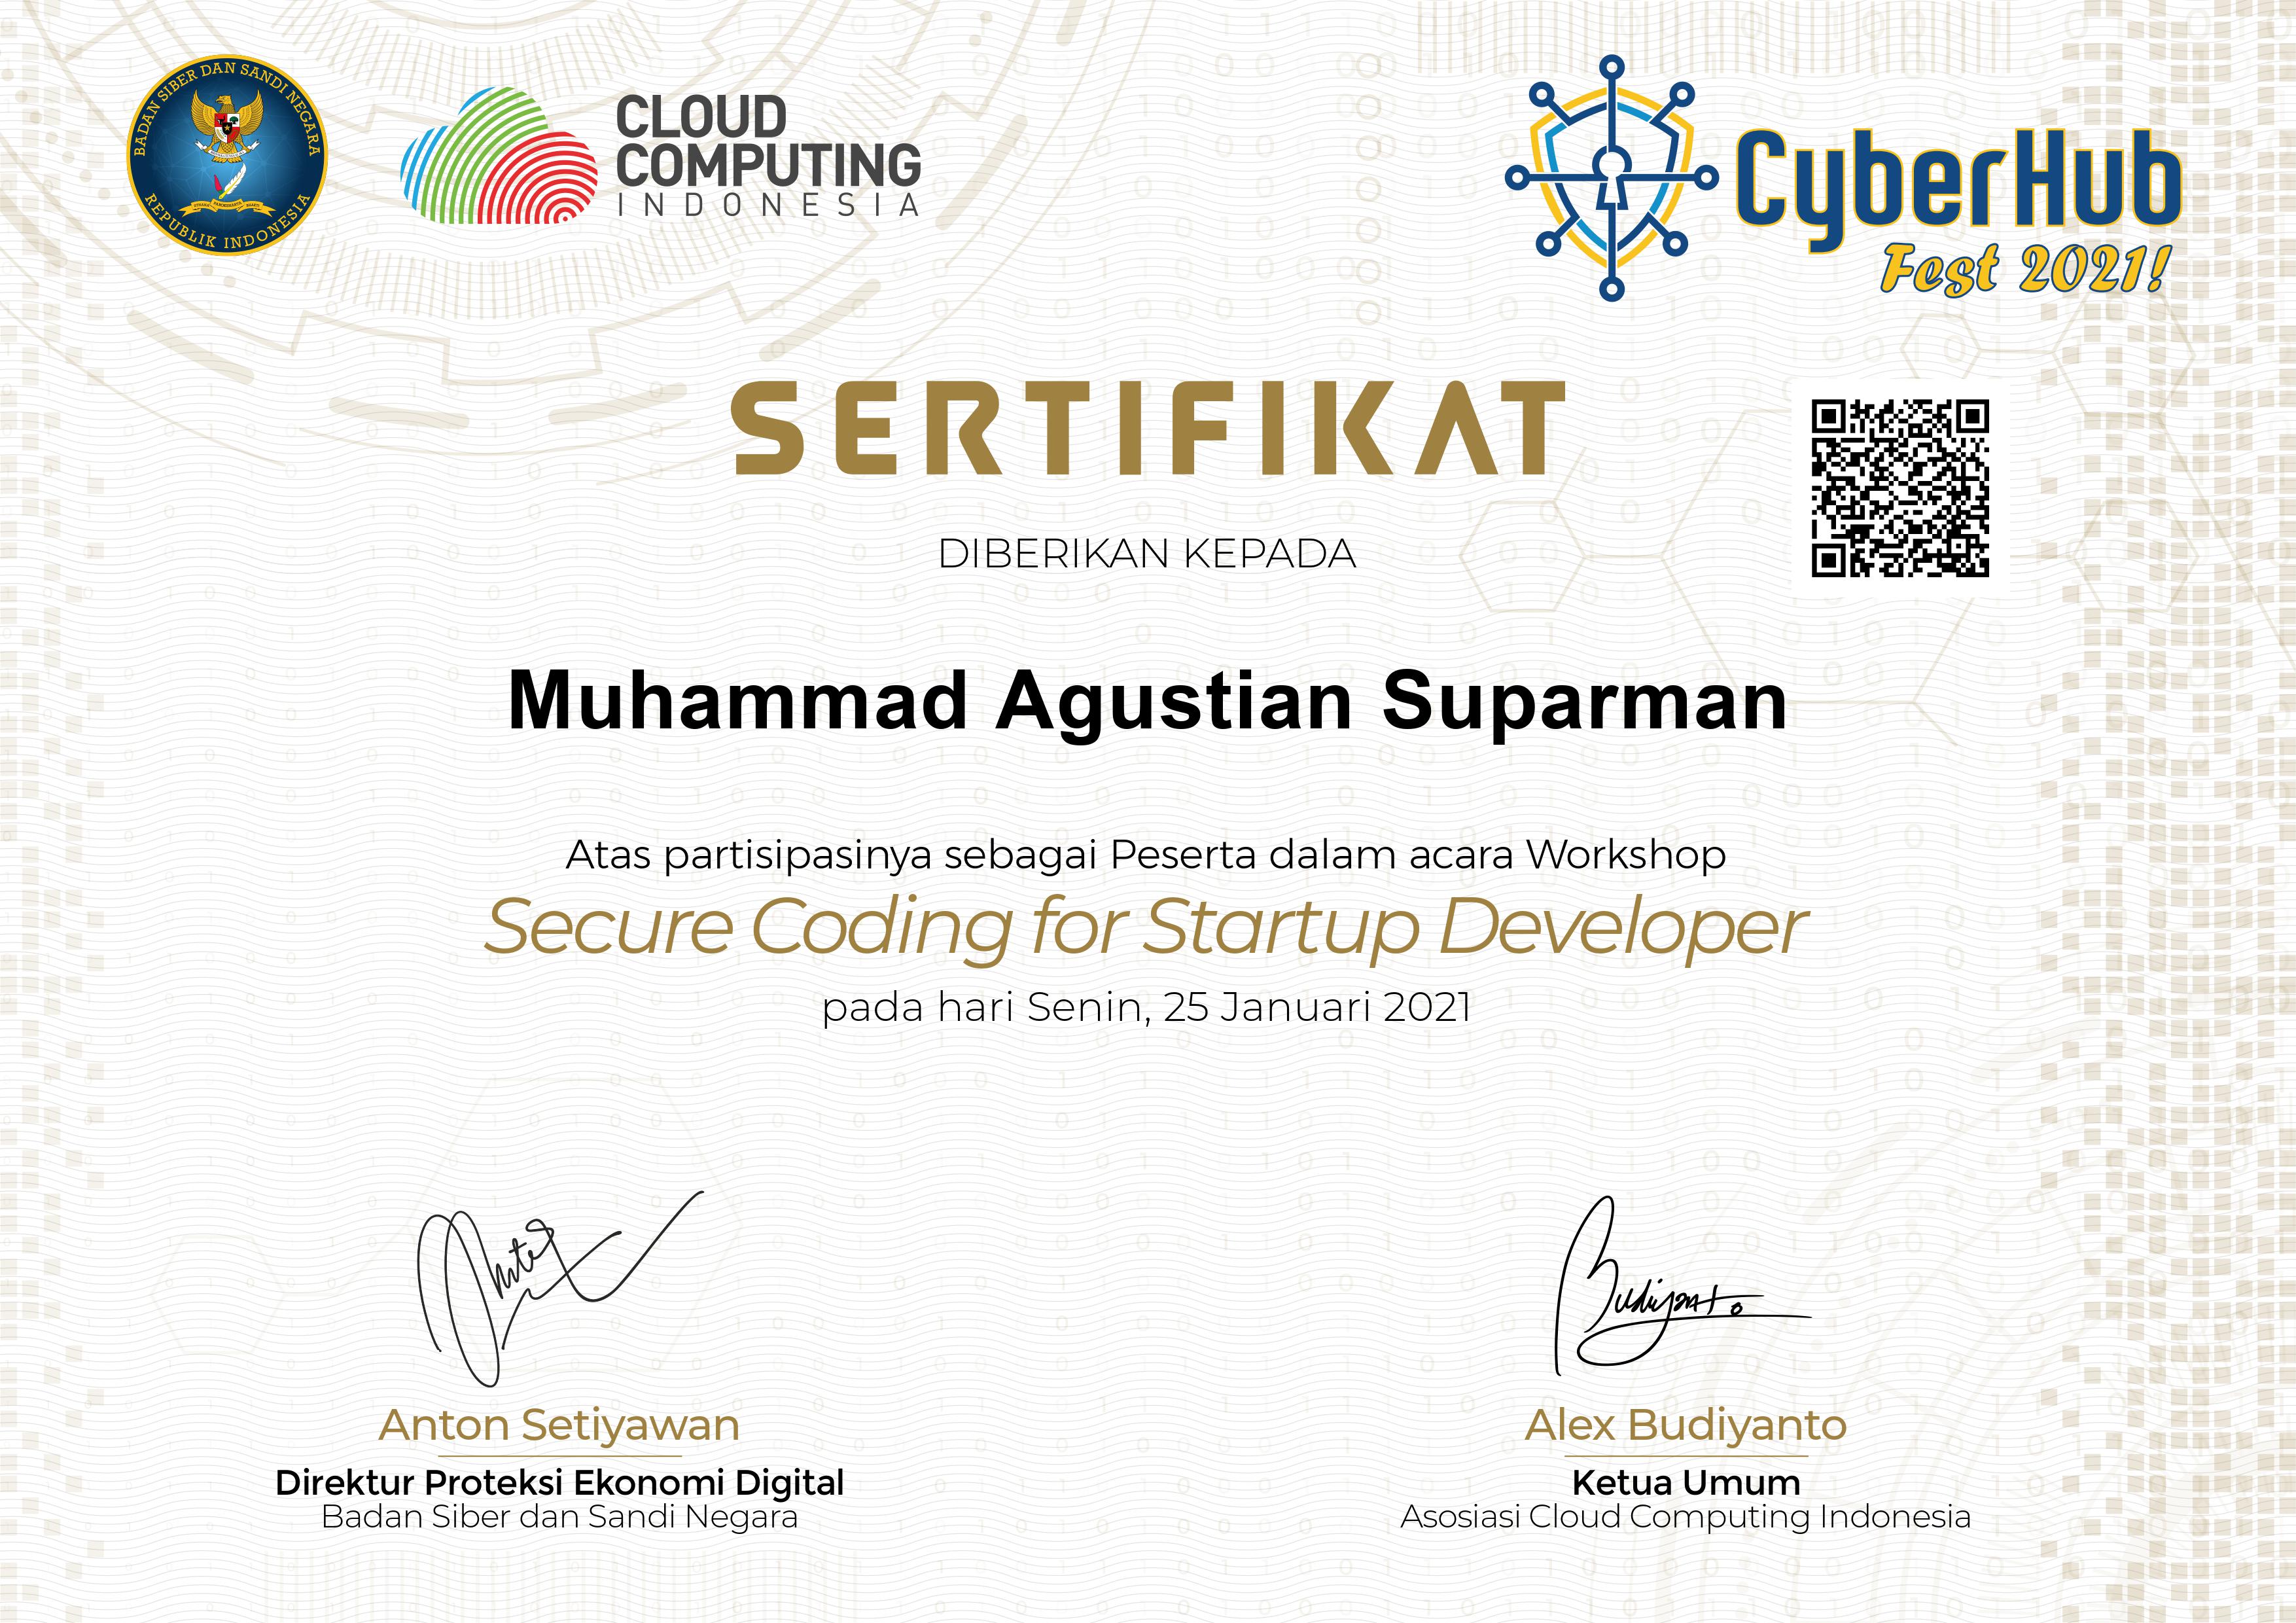 BADAN SIBER DAN SANDI NEGARA
REPUBLIK INDONESIA
CLOUD
COMPUTING
INDONESIA
CyberHub
Fest 2021!
SERTIFIKAT
DIBERIKAN KEPADA
Muhammad Agustian Suparman
Atas partisipasinya sebagai Peserta dalam acara Workshop
Secure Coding for Startup Developer
pada hari Senin, 25 Januari 2021
Budiyanto
Anton Setiyawan
Direktur Proteksi Ekonomi Digital
Badan Siber dan Sandi Negara
Alex Budiyanto
Ketua Umum
Asosiasi Cloud Computing Indonesia